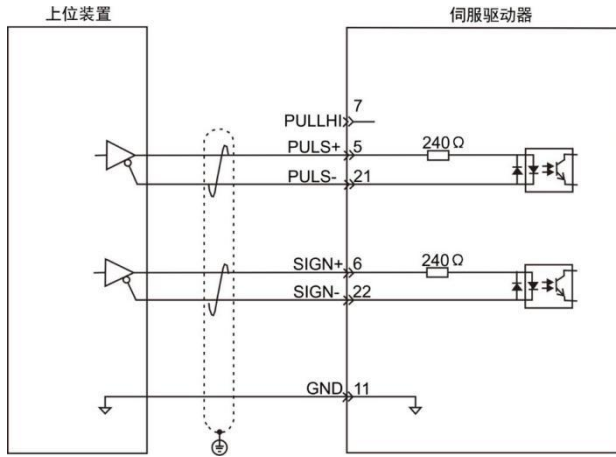 上位装置
伺服驱动器
7
PULLHI
PULS+ 5
240Ω
PULS- 21
SIGN+ 6
240Ω
SIGN- 22
GND 11